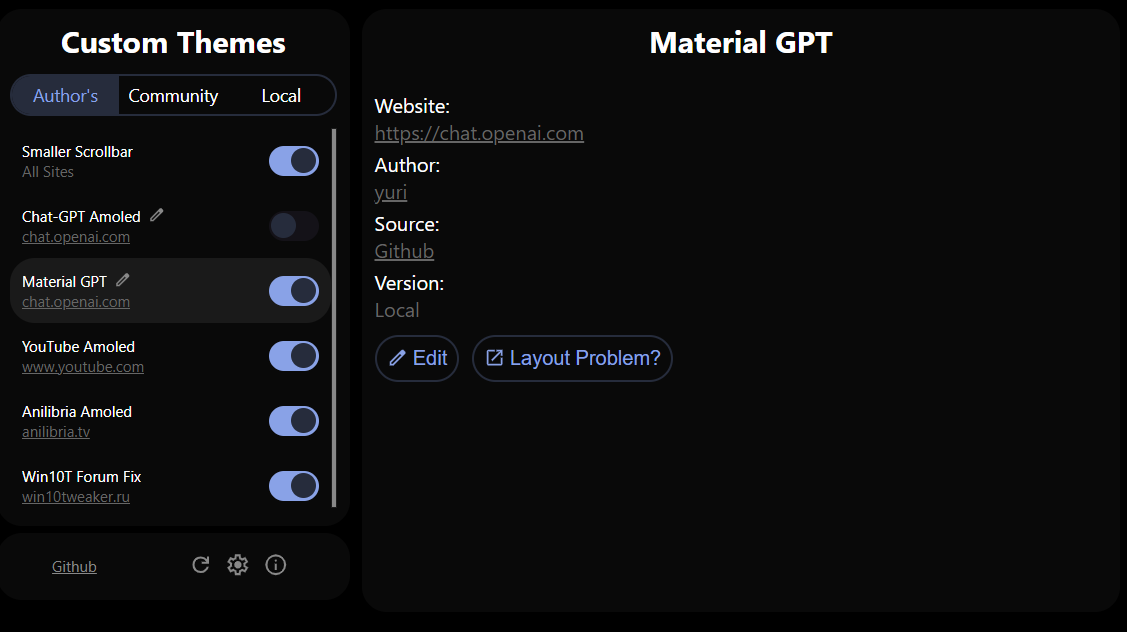 Custom Themes
Author's Community Local
Smaller Scrollbar
All Sites
Chat-GPT Amoled
chat.openai.com
Material GPT
chat.openai.com
YouTube Amoled
www.youtube.com
Anilibria Amoled
anilibria.tv
Win10T Forum Fix
win10tweaker.ru
Github
Material GPT
Website:
https://chat.openai.com
Author:
yuri
Source:
Github
Version:
Local
Edit Layout Problem?